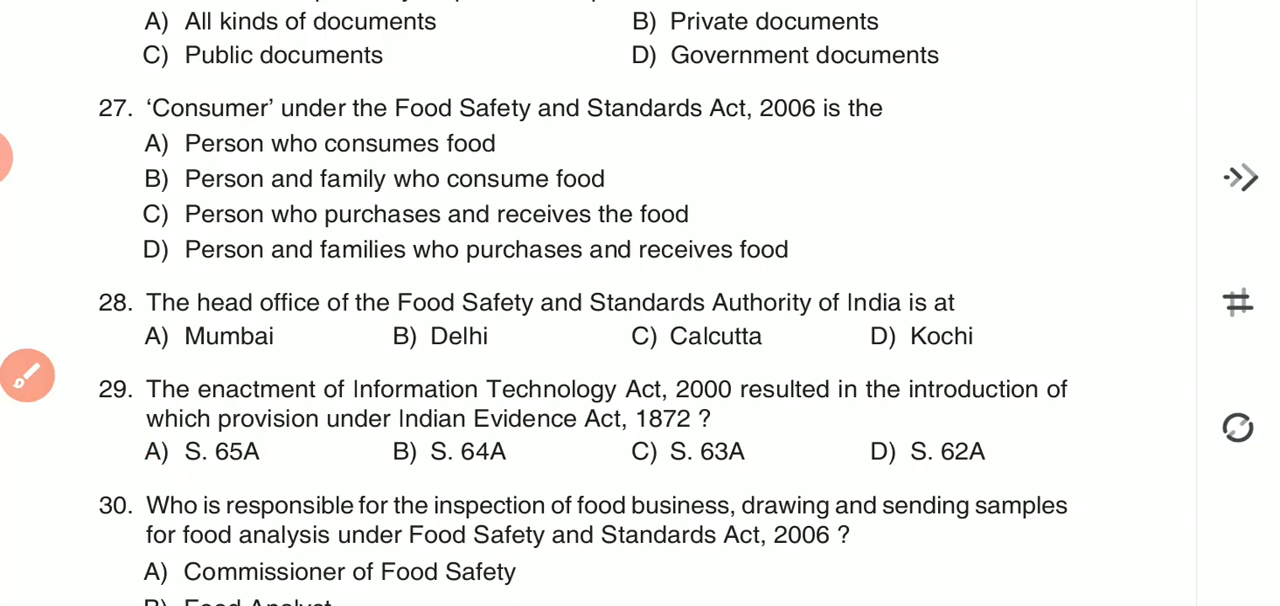 A) All kinds of documents B) Private documents
C) Public documents D) Government documents
27. ‘Consumer’ under the Food Safety and Standards Act, 2006 is the
A) Person who consumes food
B) Person and family who consume food
C) Person who purchases and receives the food
D) Person and families who purchases and receives food
28. The head office of the Food Safety and Standards Authority of India is at
A) Mumbai B) Delhi C) Calcutta D) Kochi
29. The enactment of Information Technology Act, 2000 resulted in the introduction of
which provision under Indian Evidence Act, 1872 ?
A) S. 65A B) S. 64A C) S. 63A D) S. 62A
30. Who is responsible for the inspection of food business, drawing and sending samples
for food analysis under Food Safety and Standards Act, 2006 ?
A) Commissioner of Food Safety
B) Food Analyst